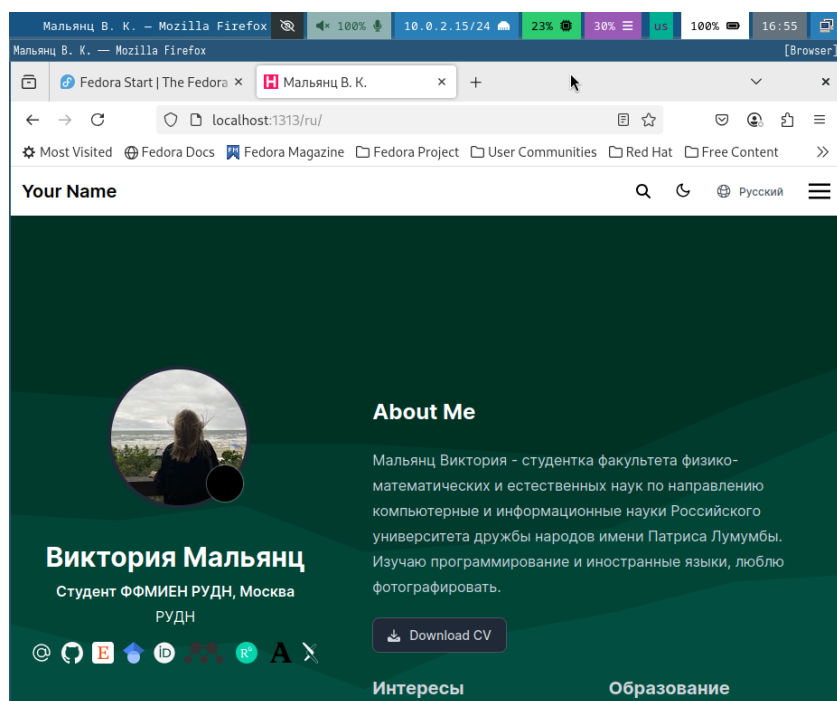 Мальянц В. К. — Mozilla Firefox 100% 10.0.2.15/24 23% 30% us 100% 16:55
Мальянц В. К. — Mozilla Firefox [Browser]
Fedora Start | The Fedora Мальянц В. К.
localhost:1313/ru/
Most Visited Fedora Docs Fedora Magazine Fedora Project User Communities Red Hat Free Content
Your Name Русский
About Me
Мальянц Виктория - студентка факультета физико-
математических и естественных наук по направлению
компьютерные и информационные науки Российского
университета дружбы народов имени Патриса Лумумбы.
Изучаю программирование и иностранные языки, люблю
фотографировать.
Download CV
Виктория Мальянц
Студент ФФМИЕН РУДН, Москва
РУДН
Интересы Образование